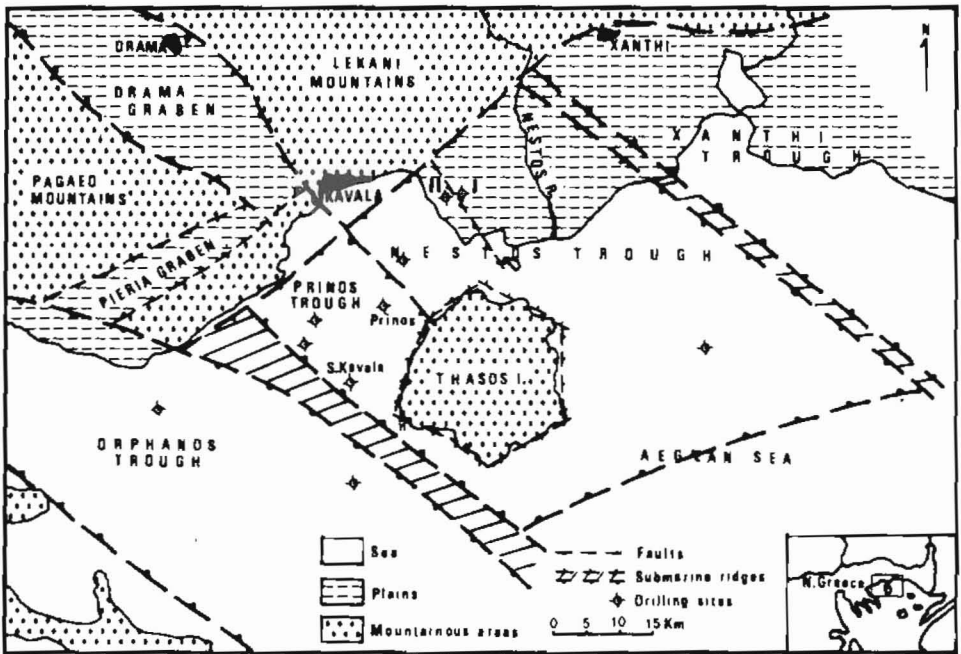 DRAMA
XANTHI
N
LEKANI
MOUNTAINS
DRAMA
GRABEN
NESTOS R.
XANTHI
TROUGH
PAGAEO
MOUNTAINS
KAVALA
II I
NESTOS TROUGH
PIERIA GRABEN
PRINOS
TROUGH
Prinos
S.Kavala
THASOS I.
ORPHANOS
TROUGH
AEGEAN SEA
Sea
Plains
Mountainous areas
Faults
Submarine ridges
Drilling sites
0 5 10 15 Km
N.Greece